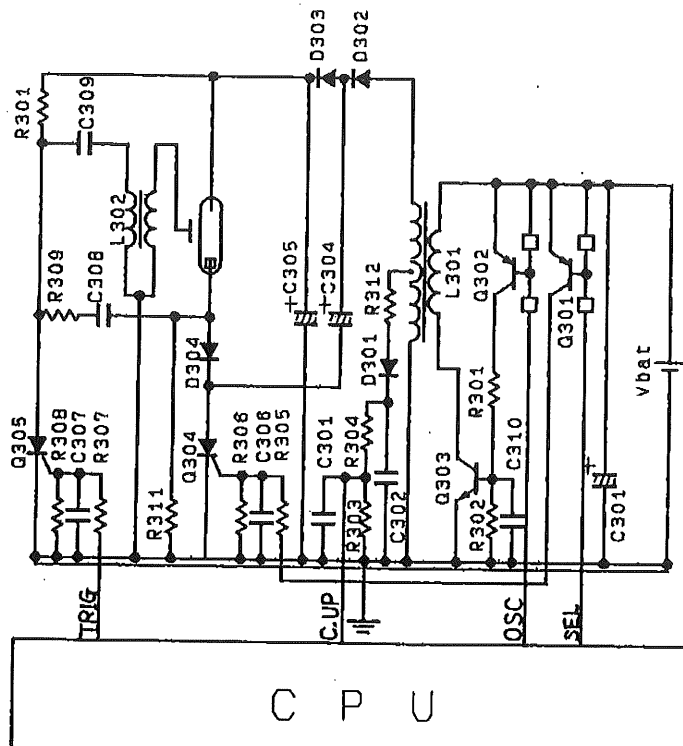 D303
D302
R301
C309
L302
R309
C308
C305
C304
R312
L301
Q302
Q301
D304
D301
R301
Vbat
Q305
R308
C307
R307
R311
Q304
R306
C306
R305
C301
R304
R303
C302
Q303
R302
C310
C301
TRIG
C.UP
OSC
SEL
+
+
+
C P U